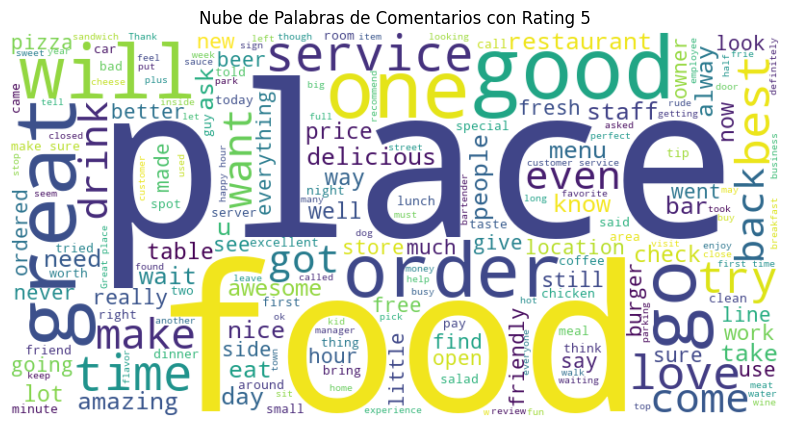 Nube de Palabras de Comentarios con Rating 5
place
food
good
great
one
will
service
order
go
time
love
best
back
try
make
come
want
even
got
drink
delicious
restaurant
pizza
new
beer
ask
car
bad
better
everything
price
way
well
people
menu
fresh
staff
look
now
owner
alway
know
went
bar
took
table
made
spot
see
excellent
store
much
give
location
still
check
burger
line
work
take
use
sure
say
friendly
find
open
little
hour
nice
side
eat
day
awesome
free
first
really
wait
need
never
ordered
going
lot
amazing
minute
friend
right
worth
tried
make sure
came
sandwich
Thank
sweet
year
feel
put
plus
cheese
tell
inside
let
guy
told
week
sign
park
today
left
though
sauce
room
item
looking
call
big
recommend
full
night
lunch
many
must
dog
server
happy hour
customer
used
closed
stop
seem
found
Great place
two
another
keep
flavor
dinner
around
town
sit
small
home
experience
kid
manager
thing
bring
ok
leave
called
money
help
busy
pick
pay
salad
meal
think
walk
waiting
everyone
hot
chicken
coffee
taste
bartender
street
special
customer service
favorite
long
said
asked
perfect
rude
getting
tip
half
door
employee
definitely
business
breakfast
may
buy
area
visit
enjoy
close
first time
clean
parking
meat
water
wine
top
review
fun
w
u
frie